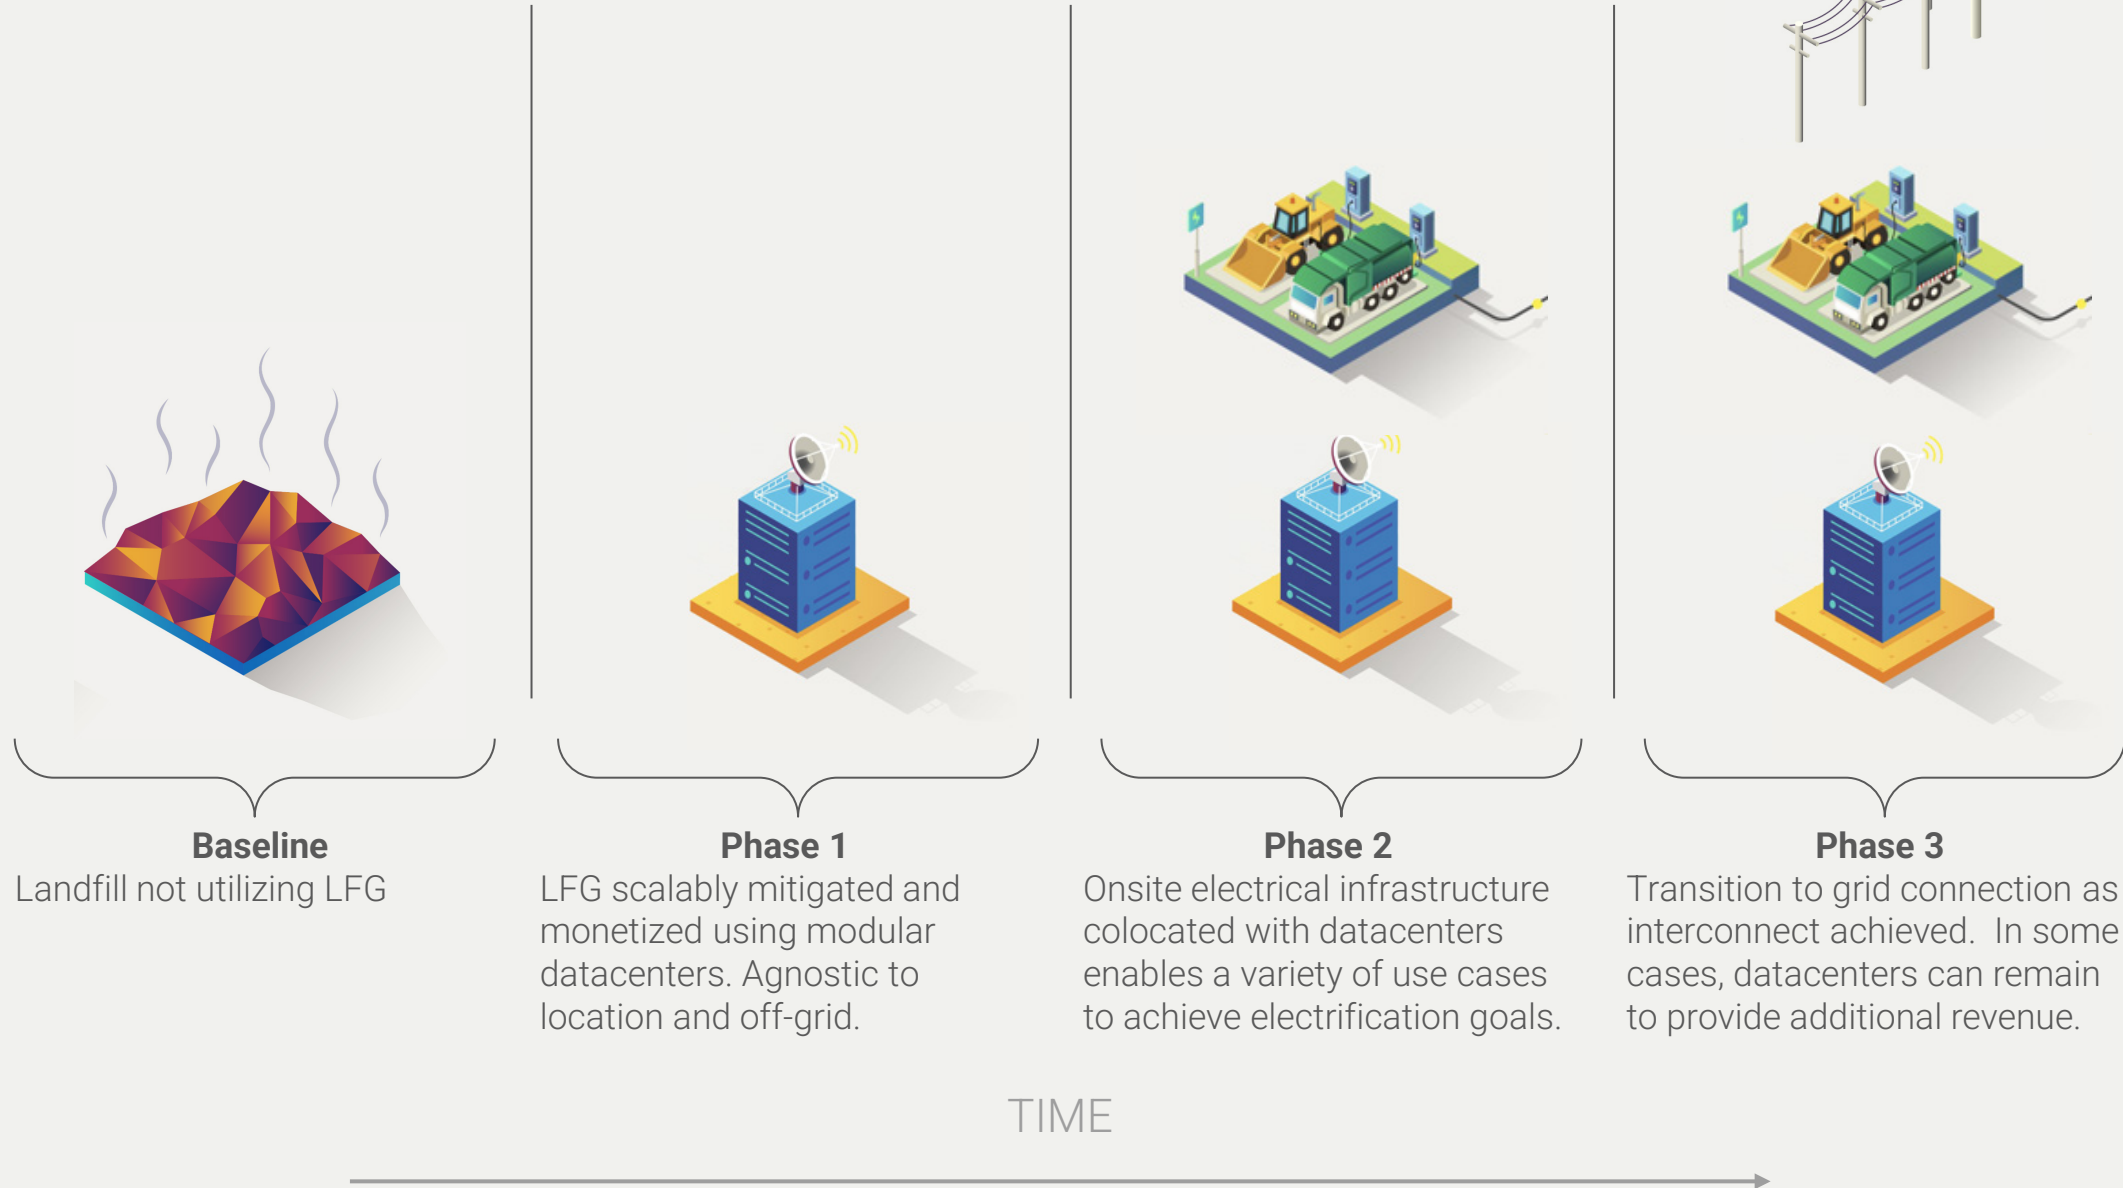 Baseline
Landfill not utilizing LFG
Phase 1
LFG scalably mitigated and
monetized using modular
datacenters. Agnostic to
location and off-grid.
Phase 2
Onsite electrical infrastructure
colocated with datacenters
enables a variety of use cases
to achieve electrification goals.
Phase 3
Transition to grid connection as
interconnect achieved.  In some
cases, datacenters can remain
to provide additional revenue.
TIME